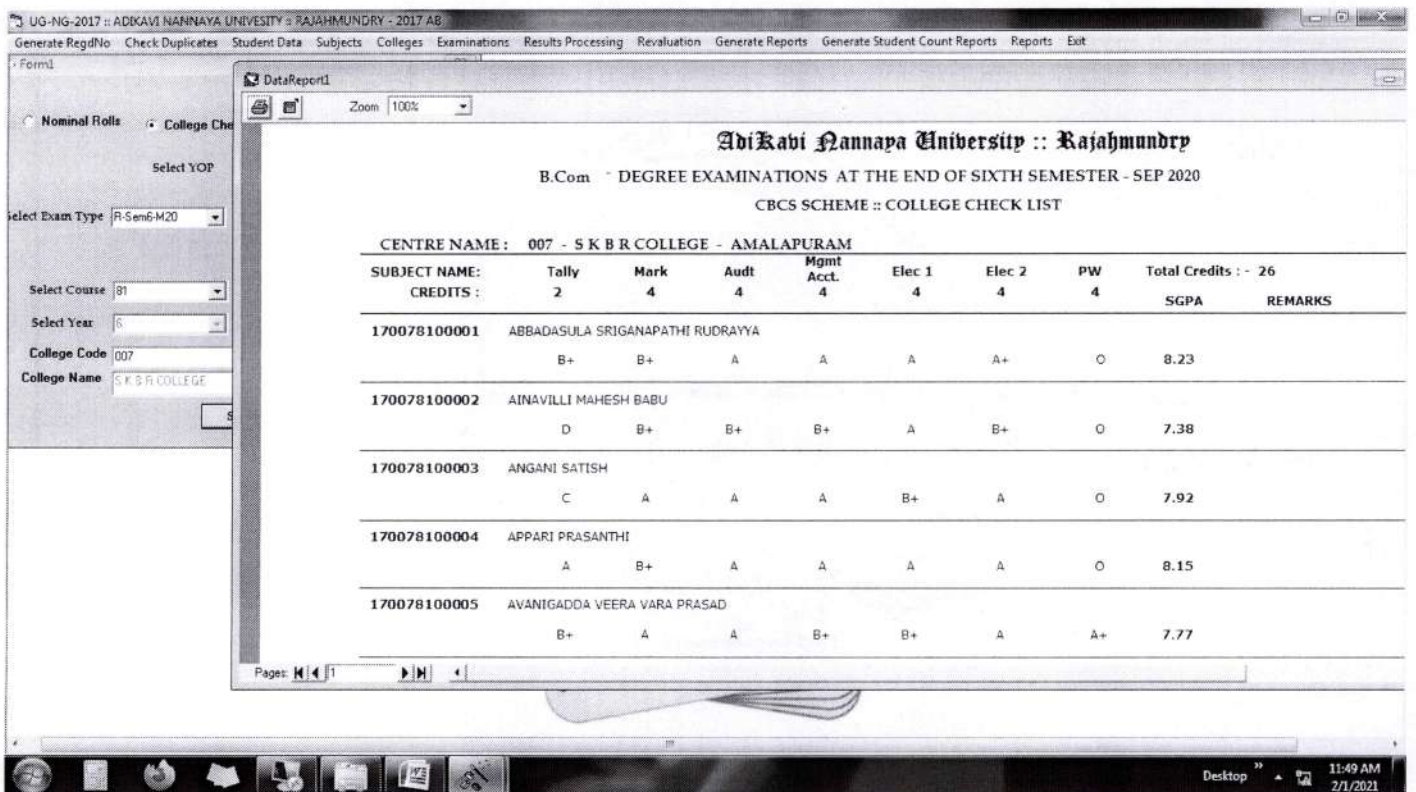 UG-NG-2017 :: ADIKAVI NANNAYA UNIVESITY :: RAJAHMUNDRY - 2017 AB
Generate RegdNo Check Duplicates Student Data Subjects Colleges Examinations Results Processing Revaluation Generate Reports Generate Student Count Reports Reports Exit
Form1
DataReport1
Zoom 100%
Nominal Rolls College Che
Select YOP
Select Exam Type R-Sem6-M20
Select Course 81
Select Year 6
College Code 007
College Name S K B R COLLEGE
S
AdiKavi Nannaya University :: Rajahmundry
B.Com - DEGREE EXAMINATIONS AT THE END OF SIXTH SEMESTER - SEP 2020
CBCS SCHEME :: COLLEGE CHECK LIST
CENTRE NAME : 007 - S K B R COLLEGE - AMALAPURAM
SUBJECT NAME: Tally Mark Audt Mgmt Acct. Elec 1 Elec 2 PW Total Credits : - 26
CREDITS : 2 4 4 4 4 4 4 SGPA REMARKS
170078100001 ABBADASULA SRIGANAPATHI RUDRAYYA
B+ B+ A A A A+ O 8.23
170078100002 AINAVILLI MAHESH BABU
D B+ B+ B+ A B+ O 7.38
170078100003 ANGANI SATISH
C A A A B+ A O 7.92
170078100004 APPARI PRASANTHI
A B+ A A A A O 8.15
170078100005 AVANIGADDA VEERA VARA PRASAD
B+ A A B+ B+ A A+ 7.77
Pages: 1
Desktop 11:49 AM
2/1/2021